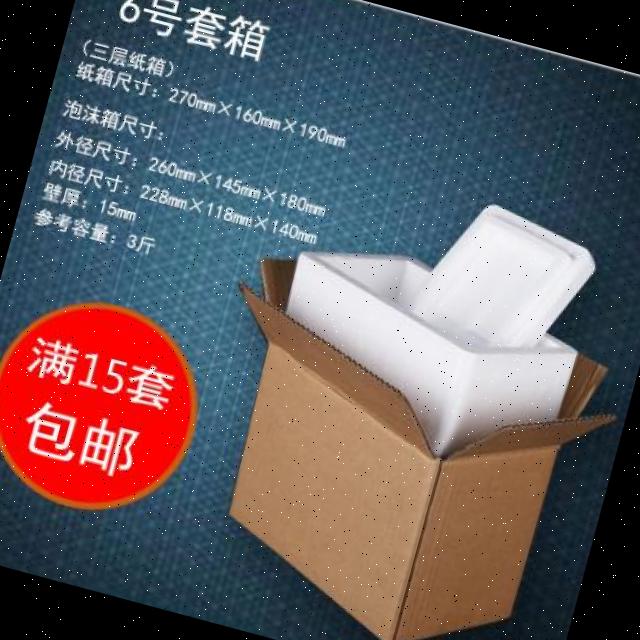 6号套箱
（三层纸箱）
纸箱尺寸：270mm×160mm×190mm
泡沫箱尺寸：
外径尺寸：260mm×145mm×180mm
内径尺寸：228mm×118mm×140mm
壁厚：15mm
参考容量：3斤
满15套
包邮